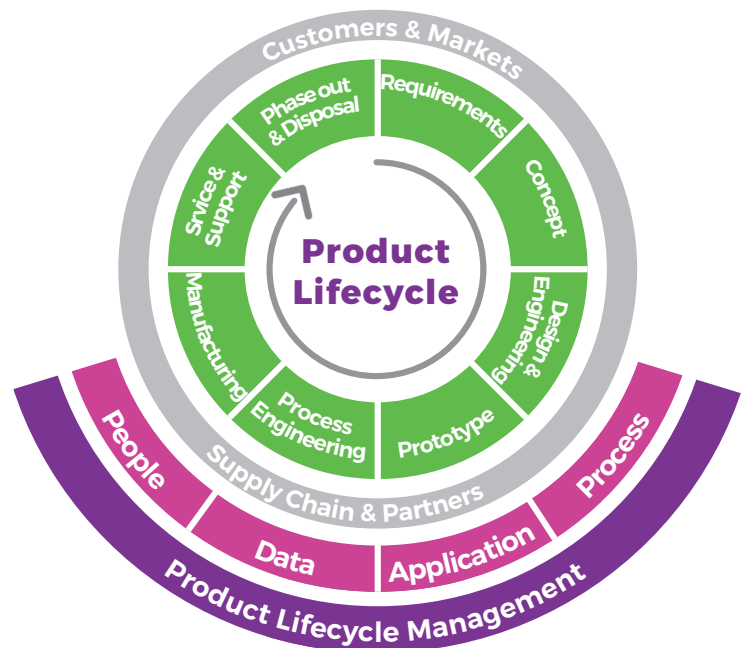 Customers & Markets
Requirements
Concept
Design &
Engineering
Prototype
Process
Engineering
Manufacturing
Srvice &
Support
Phase out
& Disposal
Product
Lifecycle
Supply Chain & Partners
People
Data
Application
Process
Product Lifecycle Management